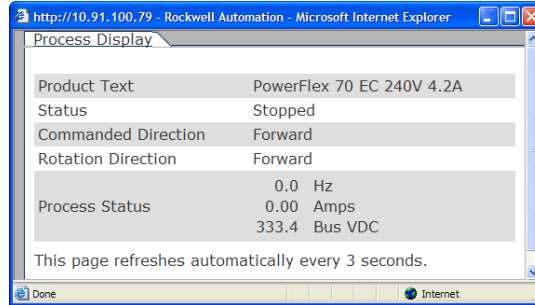 http://10.91.100.79 - Rockwell Automation - Microsoft Internet Explorer
Process Display
Product Text PowerFlex 70 EC 240V 4.2A
Status Stopped
Commanded Direction Forward
Rotation Direction Forward
Process Status 0.0 Hz
0.00 Amps
333.4 Bus VDC
This page refreshes automatically every 3 seconds.
Done Internet